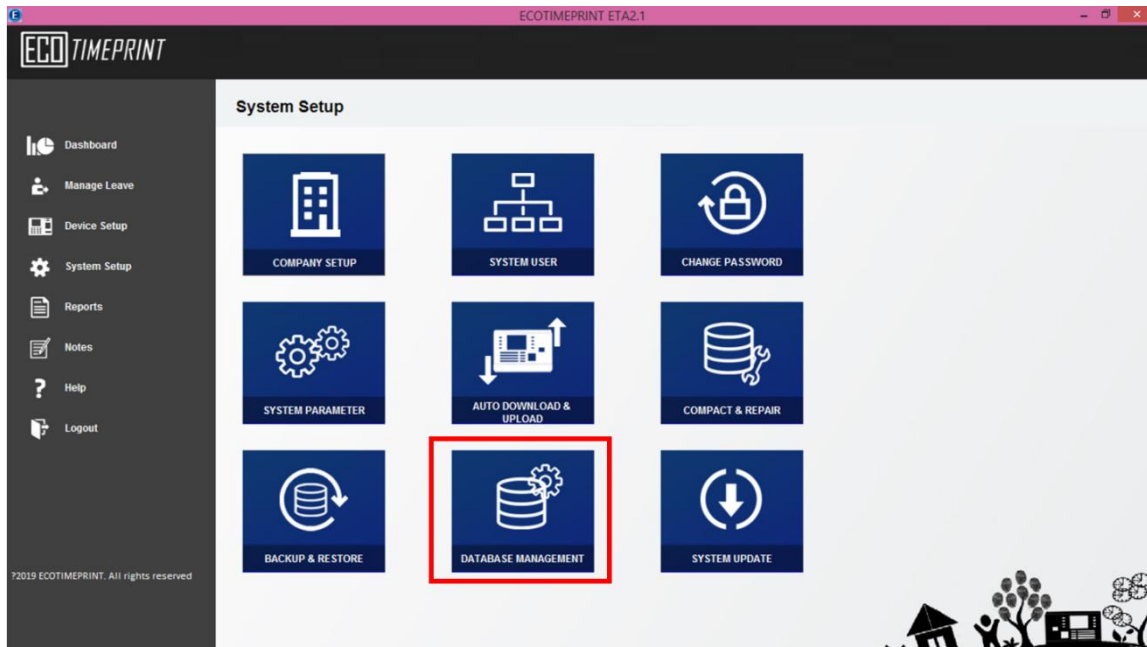 ECOTIMEPRINT ETA2.1
ECO TIMEPRINT
System Setup
Dashboard
Manage Leave
Device Setup
System Setup
Reports
Notes
Help
Logout
?2019 ECOTIMEPRINT. All rights reserved
COMPANY SETUP
SYSTEM USER
CHANGE PASSWORD
SYSTEM PARAMETER
AUTO DOWNLOAD &
UPLOAD
COMPACT & REPAIR
BACKUP & RESTORE
DATABASE MANAGEMENT
SYSTEM UPDATE